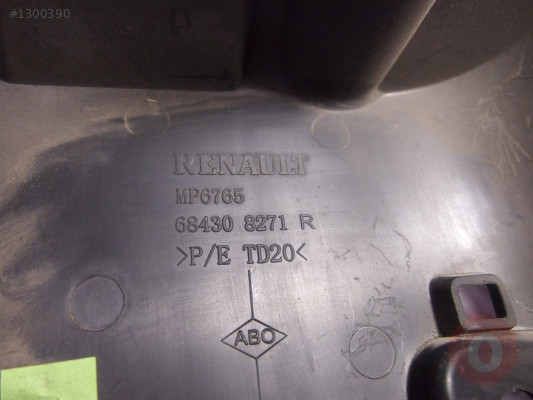 #1300390
RENAULT
MP6765
68430 8271 R
>P/E TD20<
ABO